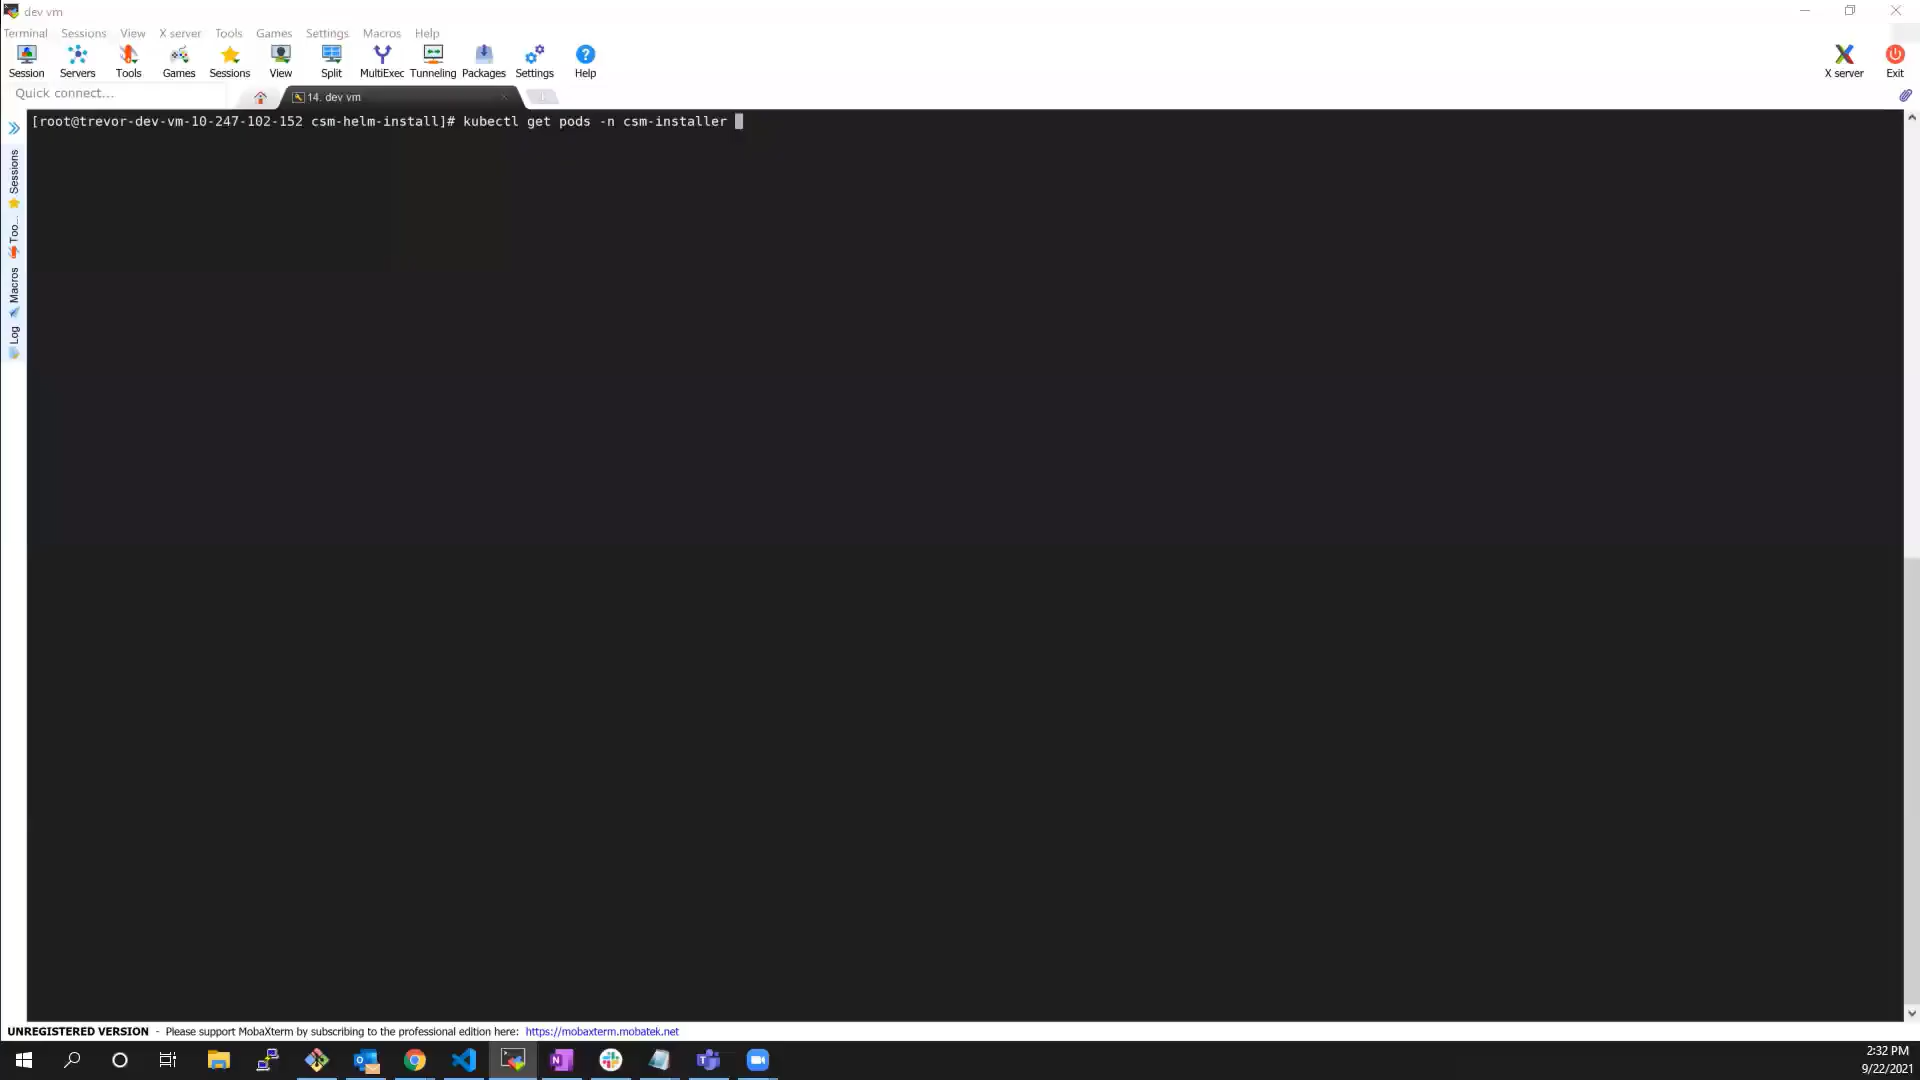 dev vm
Terminal Sessions View X server Tools Games Settings Macros Help
Session Servers Tools Games Sessions View Split MultiExec Tunneling Packages Settings Help X server Exit
Quick connect...
14. dev vm
[root@trevor-dev-vm-10-247-102-152 csm-helm-install]# kubectl get pods -n csm-installer
Sessions
Too...
Macros
Log
UNREGISTERED VERSION - Please support MobaXterm by subscribing to the professional edition here: https://mobaxterm.mobatek.net
2:32 PM
9/22/2021